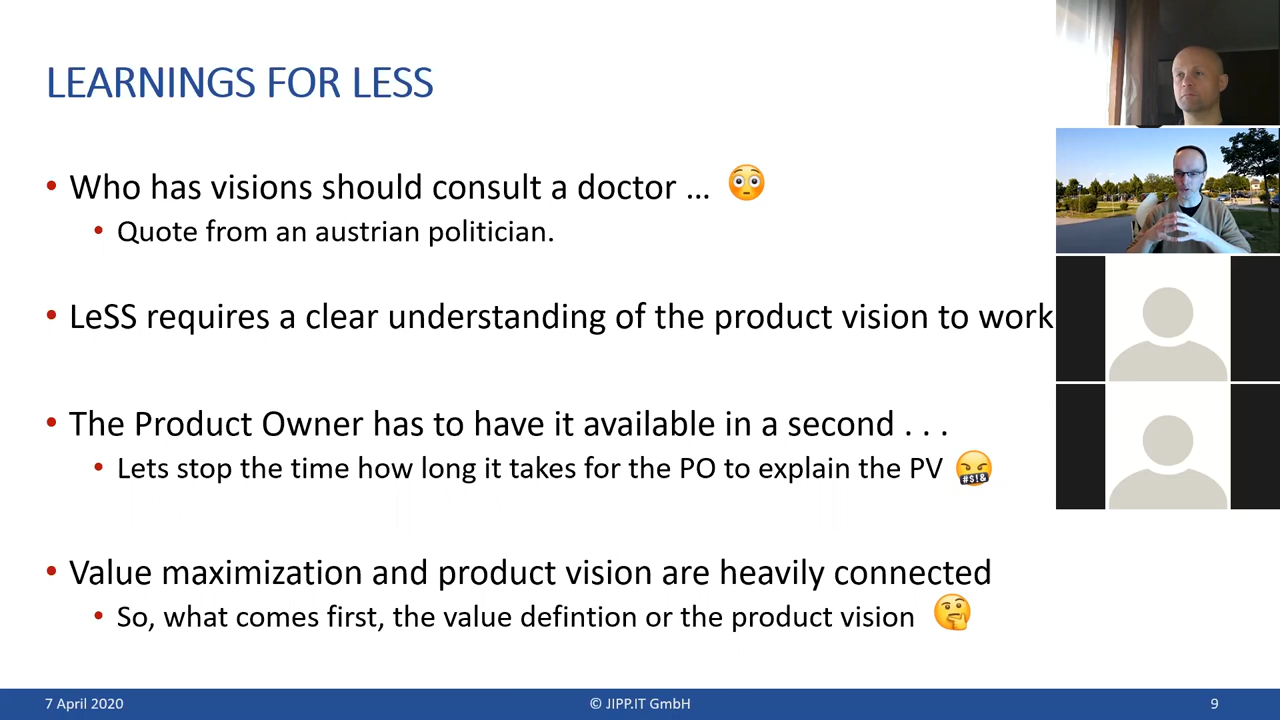 LEARNINGS FOR LESS
• Who has visions should consult a doctor ... 😳
• Quote from an austrian politician.
• LeSS requires a clear understanding of the product vision to work
• The Product Owner has to have it available in a second . . .
• Lets stop the time how long it takes for the PO to explain the PV 🤬
• Value maximization and product vision are heavily connected
• So, what comes first, the value defintion or the product vision 🤔
7 April 2020
© JIPP.IT GmbH
9